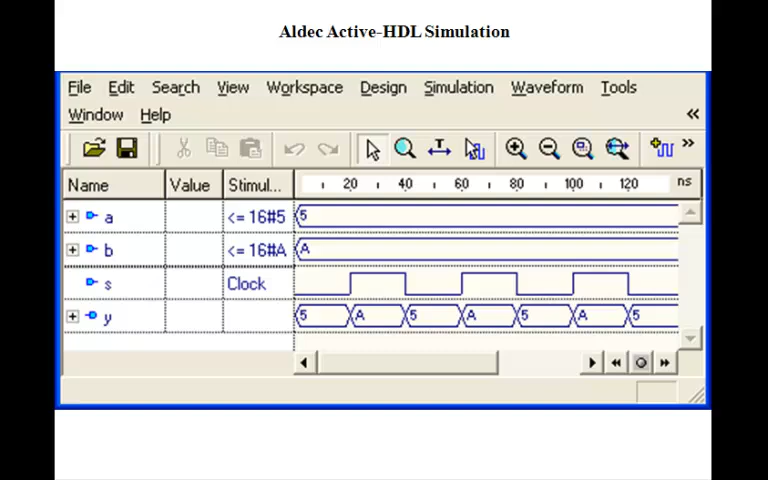 Aldec Active-HDL Simulation
File Edit Search View Workspace Design Simulation Waveform Tools
Window Help
Name Value Stimul... 20 40 60 80 100 120 ns
a <= 16#5 5
b <= 16#A A
s Clock
y 5 A 5 A 5 A 5